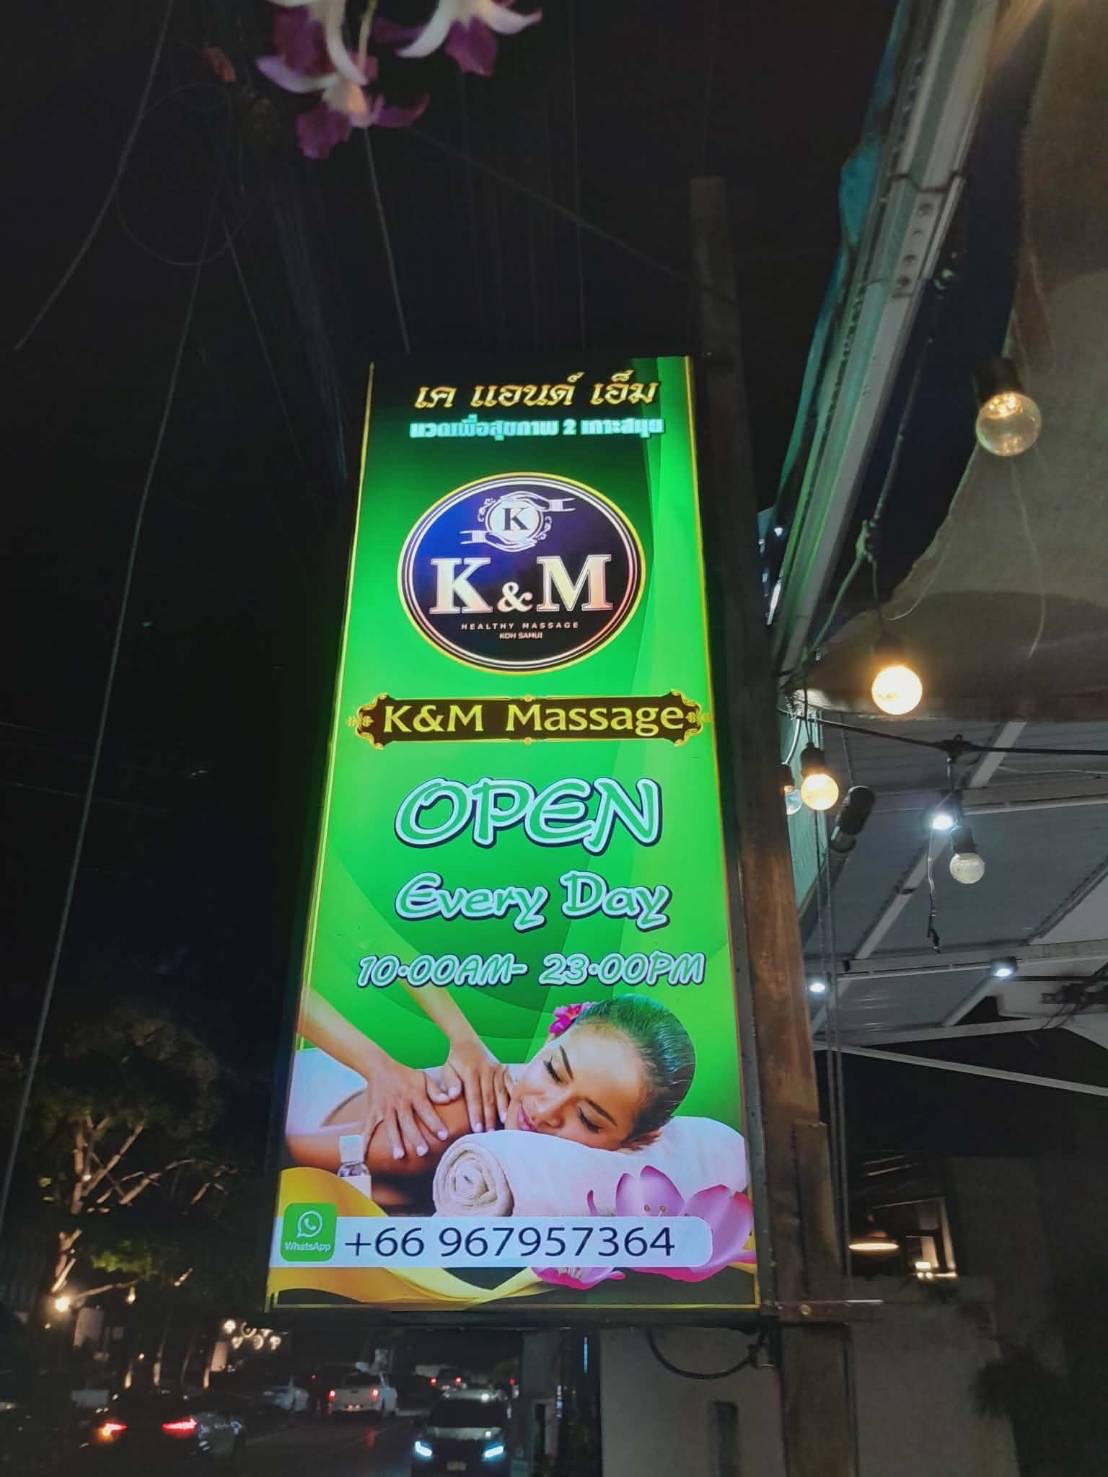 เค แอนด์ เอ็ม
นวดเพื่อสุขภาพ 2 เกาะสมุย
K
K&M
HEALTHY MASSAGE
KOH SAMUI
K&M Massage
OPEN
Every Day
10.00AM- 23.00PM
WhatsApp
+66 967957364